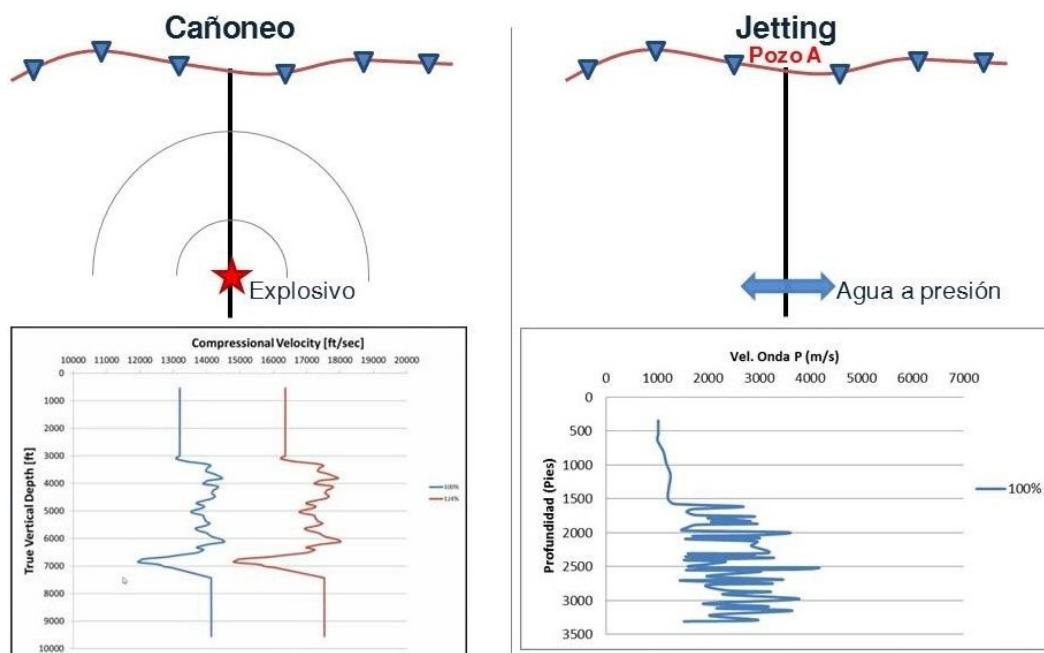 Cañoneo
Explosivo
Compressional Velocity [ft/sec]
10000 11000 12000 13000 14000 15000 16000 17000 18000 19000 20000
0
1000
2000
3000
4000
5000
6000
7000
8000
9000
10000
True Vertical Depth [ft]
100%
124%
Jetting
Pozo A
Agua a presión
Vel. Onda P (m/s)
0 1000 2000 3000 4000 5000 6000 7000
0
500
1000
1500
2000
2500
3000
3500
Profundidad (Pies)
100%